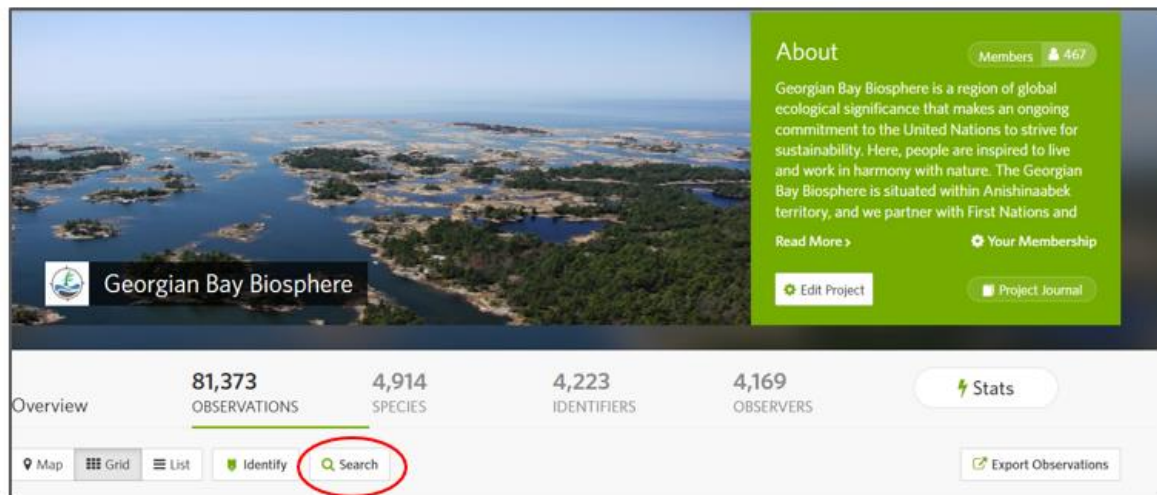 About
Members 467
Georgian Bay Biosphere is a region of global
ecological significance that makes an ongoing
commitment to the United Nations to strive for
sustainability. Here, people are inspired to live
and work in harmony with nature. The Georgian
Bay Biosphere is situated within Anishinaabek
territory, and we partner with First Nations and
Read More >
Your Membership
Edit Project
Project Journal
Georgian Bay Biosphere
Overview
81,373
OBSERVATIONS
4,914
SPECIES
4,223
IDENTIFIERS
4,169
OBSERVERS
Stats
Map
Grid
List
Identify
Search
Export Observations